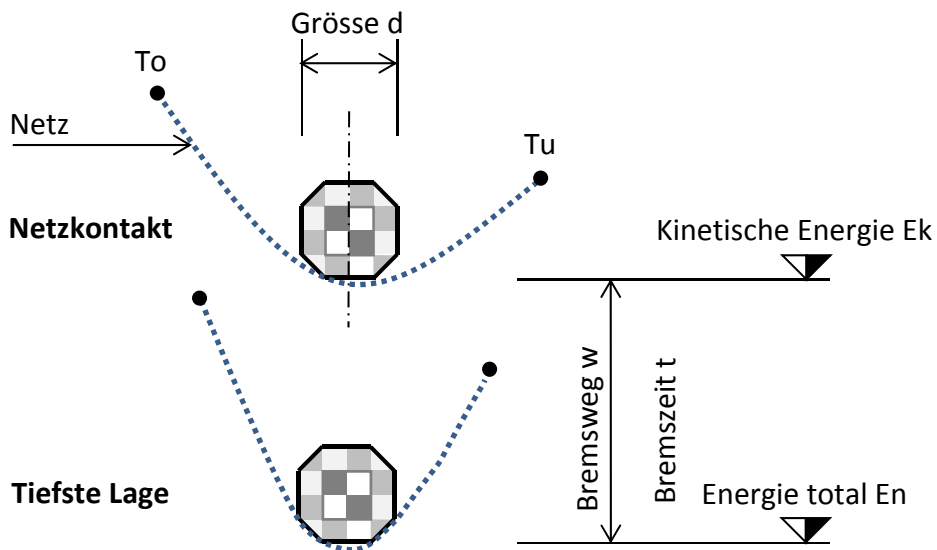 Grösse d
To
Netz
Tu
Netzkontakt
Kinetische Energie Ek
Bremsweg w
Bremszeit t
Tiefste Lage
Energie total En